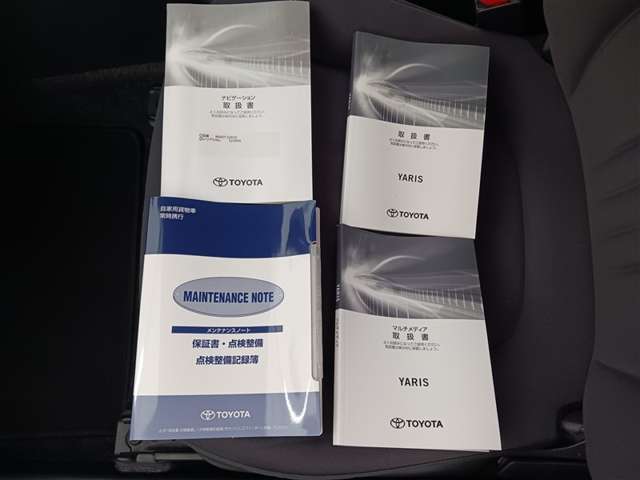 ナビゲーション
取扱書
TOYOTA
取扱書
YARIS
TOYOTA
自家用貨物車
常時携行
MAINTENANCE NOTE
メンテナンスノート
保証書・点検整備
点検整備記録簿
TOYOTA
マルチメディア
取扱書
YARIS
TOYOTA